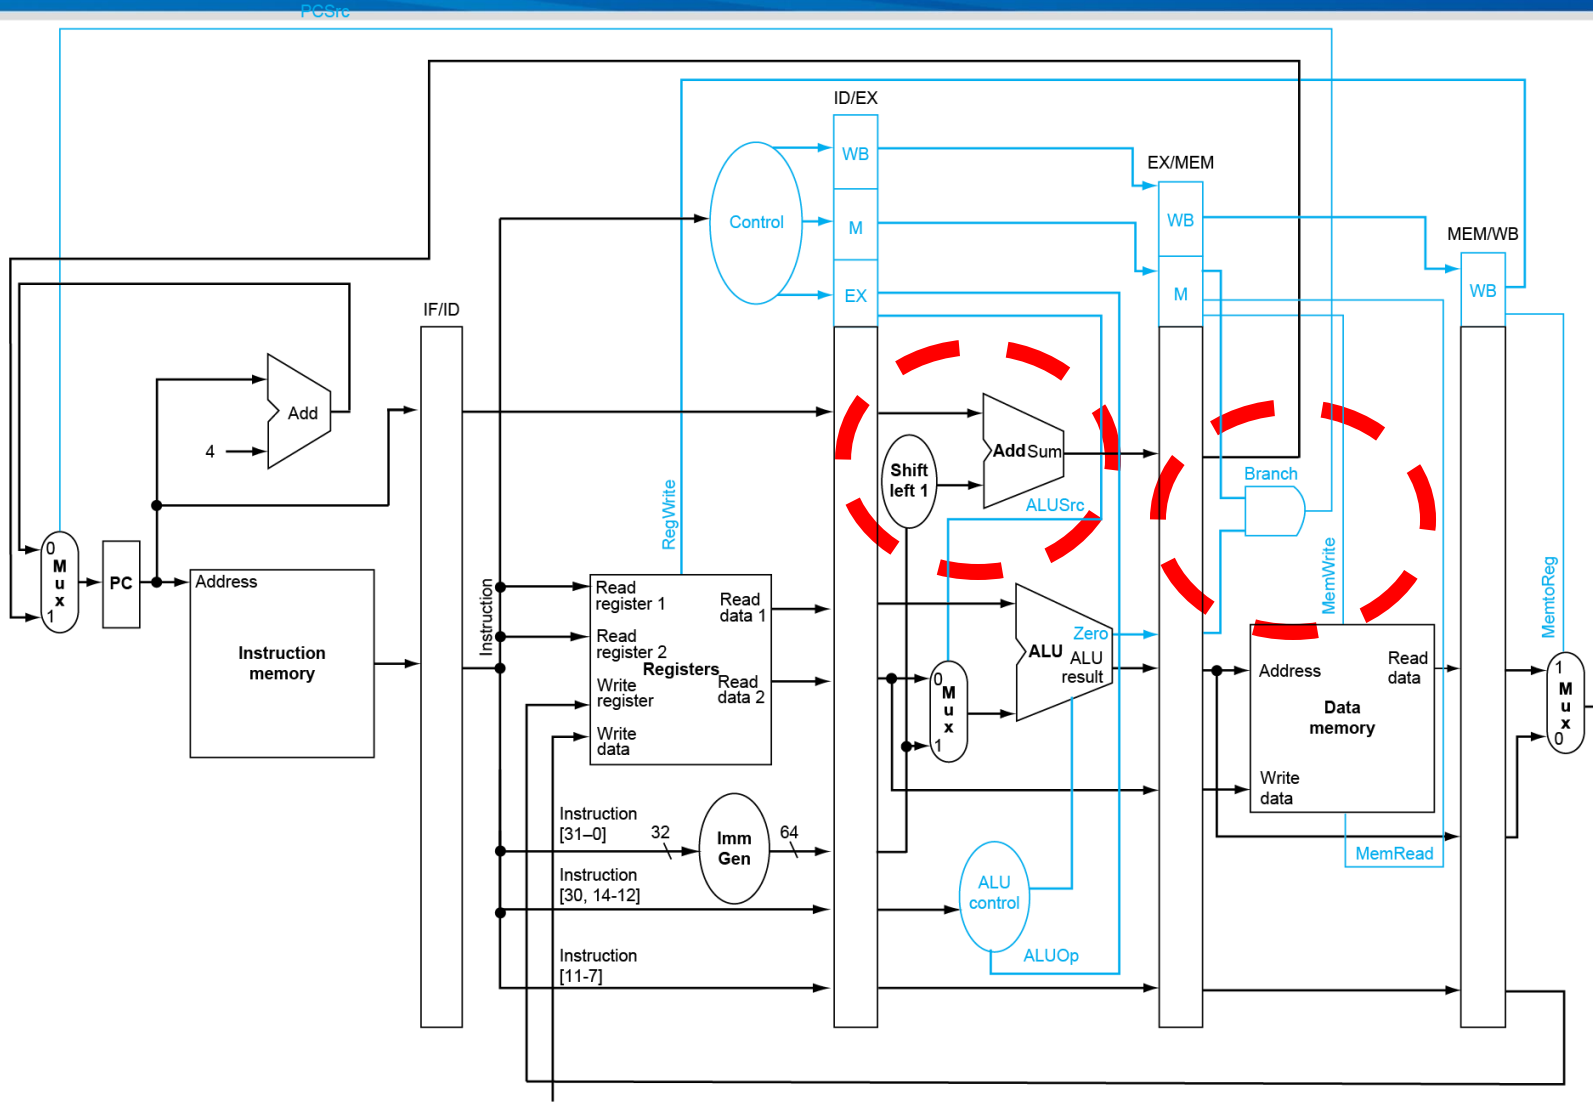 PCSrc
ID/EX
WB
EX/MEM
Control
M
WB
MEM/WB
EX
M
WB
IF/ID
Add
4
Add Sum
Shift
left 1
Branch
ALUSrc
RegWrite
MemWrite
MemtoReg
0
M
u
x
1
PC
Address
Instruction
memory
Instruction
Read
register 1
Read
data 1
Read
register 2
Registers
Read
data 2
Write
register
Write
data
0
M
u
x
1
Zero
ALU
ALU
result
Address
Read
data
Data
memory
Write
data
1
M
u
x
0
MemRead
Instruction
[31–0]
32
Imm
Gen
64
Instruction
[30, 14-12]
ALU
control
Instruction
[11-7]
ALUOp